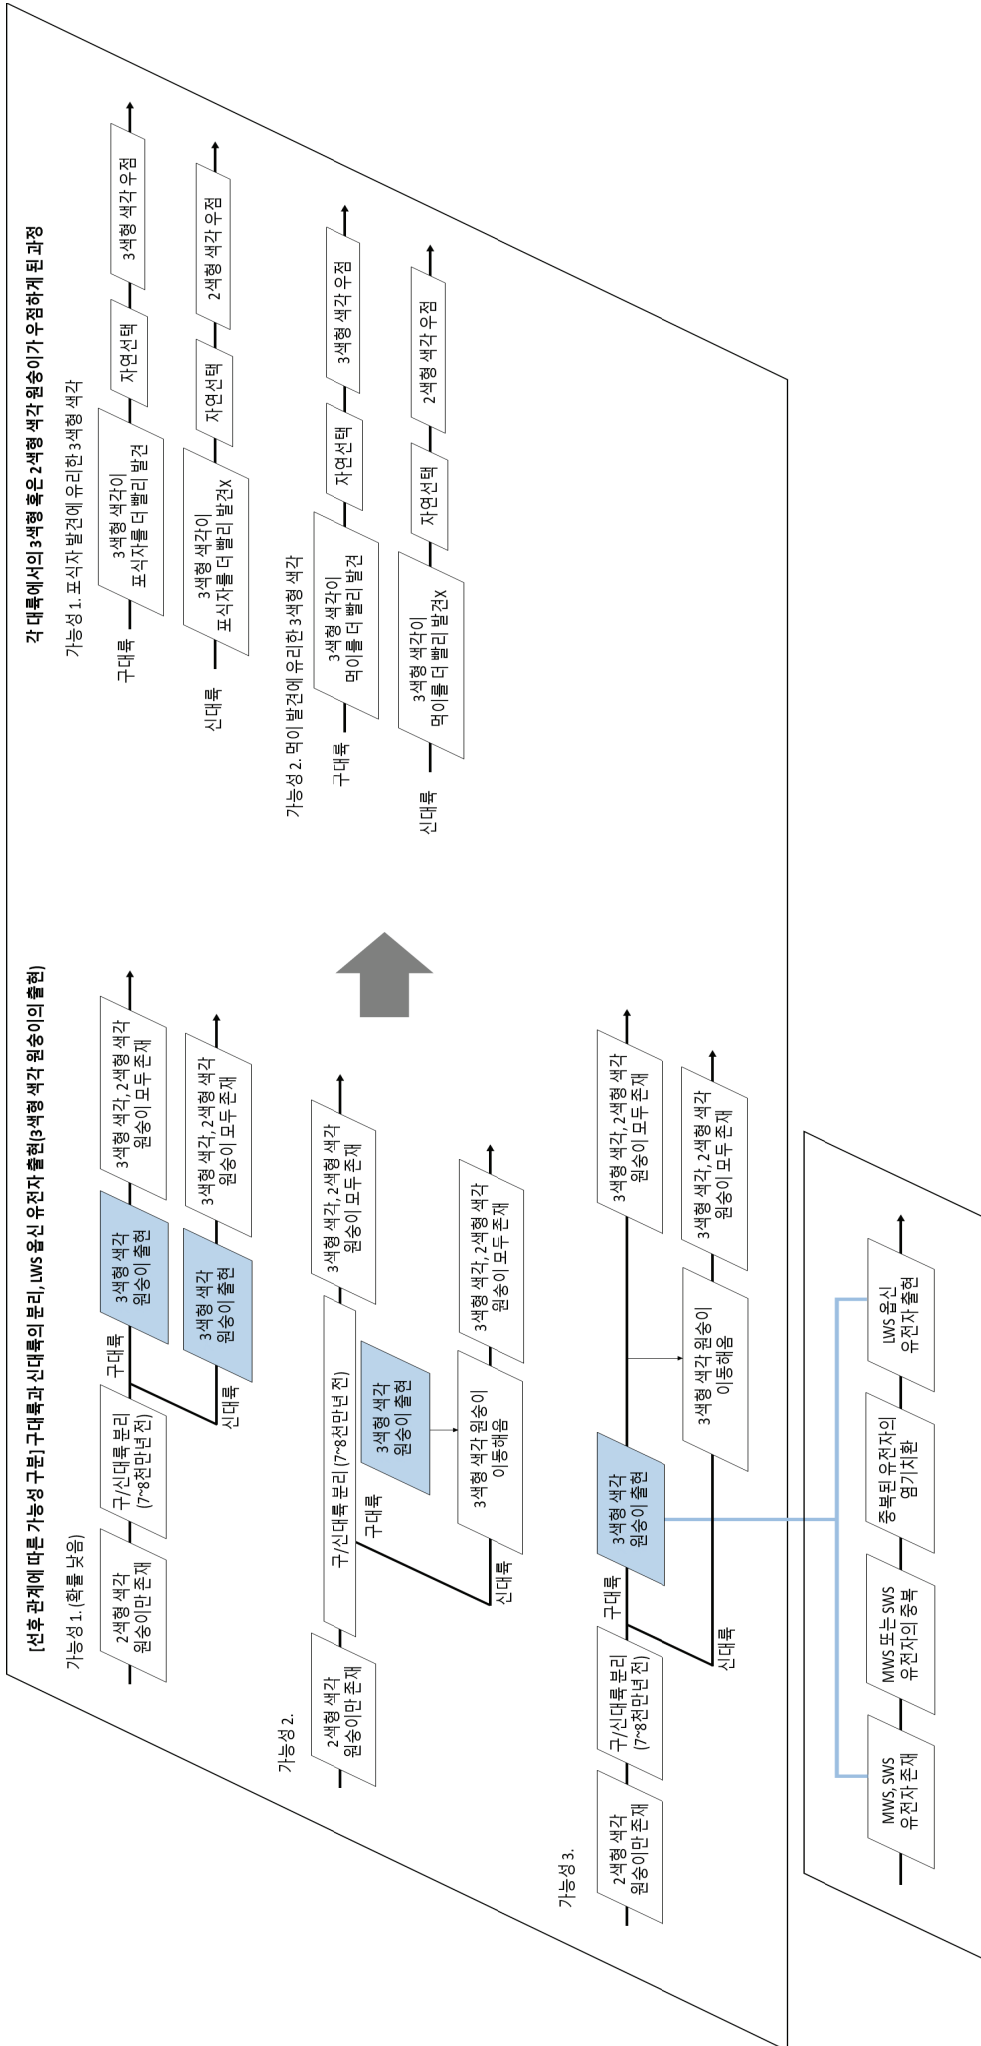 [선후 관계에 따른 가능성 구분] 구대륙과 신대륙의 분리, LWS 옵신 유전자 출현(3색형 색각 원숭이의 출현)
가능성 1. (확률 낮음)
2색형 색각
원숭이만 존재
구/신대륙 분리
(7~8천만년 전)
구대륙
3색형 색각
원숭이 출현
3색형 색각, 2색형 색각
원숭이 모두 존재
신대륙
3색형 색각
원숭이 출현
3색형 색각, 2색형 색각
원숭이 모두 존재
가능성 2.
2색형 색각
원숭이만 존재
구/신대륙 분리 (7~8천만년 전)
3색형 색각, 2색형 색각
원숭이 모두 존재
구대륙
3색형 색각
원숭이 출현
신대륙
3색형 색각 원숭이
이동해옴
3색형 색각, 2색형 색각
원숭이 모두 존재
가능성 3.
2색형 색각
원숭이만 존재
구/신대륙 분리
(7~8천만년 전)
구대륙
3색형 색각
원숭이 출현
3색형 색각, 2색형 색각
원숭이 모두 존재
신대륙
3색형 색각 원숭이
이동해옴
3색형 색각, 2색형 색각
원숭이 모두 존재
각 대륙에서의 3색형 혹은 2색형 색각 원숭이가 우점하게 된 과정
가능성 1. 포식자 발견에 유리한 3색형 색각
구대륙
3색형 색각이
포식자를 더 빨리 발견
자연선택
3색형 색각 우점
신대륙
3색형 색각이
포식자를 더 빨리 발견X
자연선택
2색형 색각 우점
가능성 2. 먹이 발견에 유리한 3색형 색각
구대륙
3색형 색각이
먹이를 더 빨리 발견
자연선택
3색형 색각 우점
신대륙
3색형 색각이
먹이를 더 빨리 발견X
자연선택
2색형 색각 우점
MWS, SWS
유전자 존재
MWS 또는 SWS
유전자의 중복
중복된 유전자의
염기치환
LWS 옵신
유전자 출현